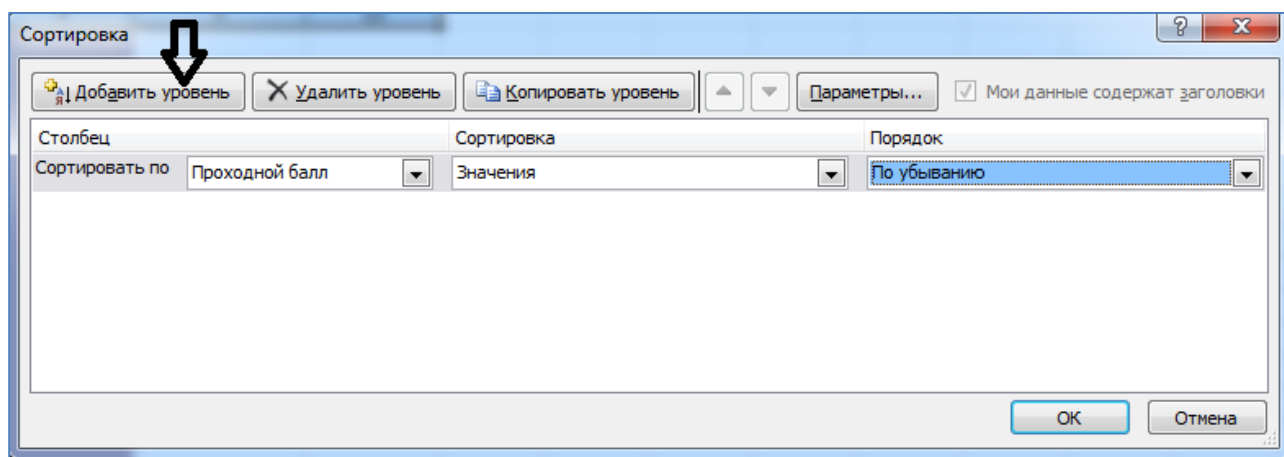 Сортировка
Добавить уровень Удалить уровень Копировать уровень Параметры... Мои данные содержат заголовки
Столбец Сортировка Порядок
Сортировать по Проходной балл Значения По убыванию
ОК Отмена